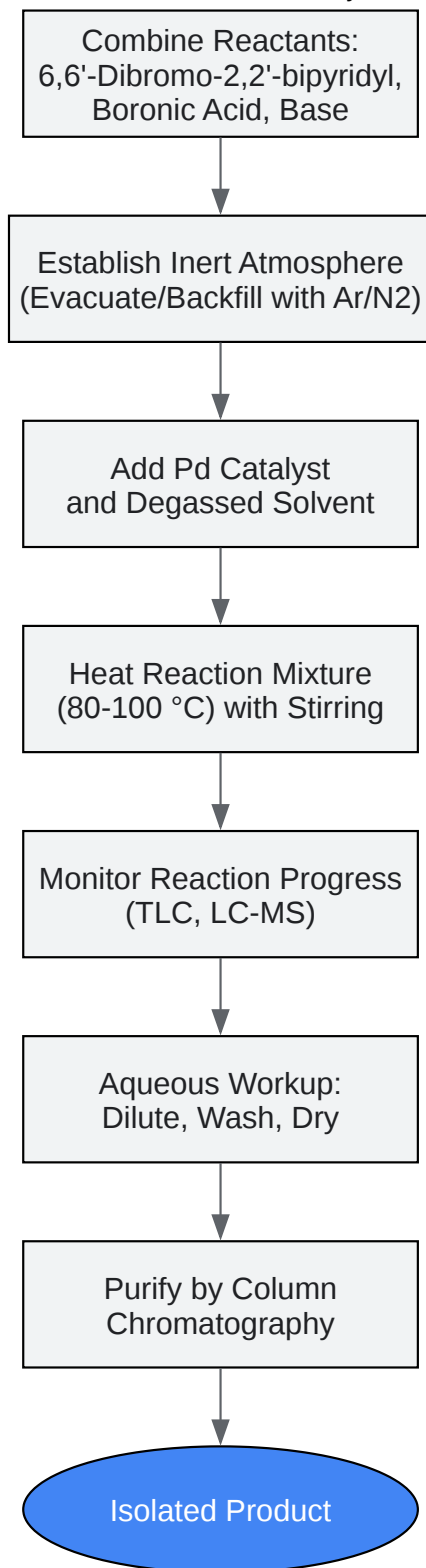 Combine Reactants:
6,6'-Dibromo-2,2'-bipyridyl,
Boronic Acid, Base
Establish Inert Atmosphere
(Evacuate/Backfill with Ar/N2)
Add Pd Catalyst
and Degassed Solvent
Heat Reaction Mixture
(80-100 °C) with Stirring
Monitor Reaction Progress
(TLC, LC-MS)
Aqueous Workup:
Dilute, Wash, Dry
Purify by Column
Chromatography
Isolated Product